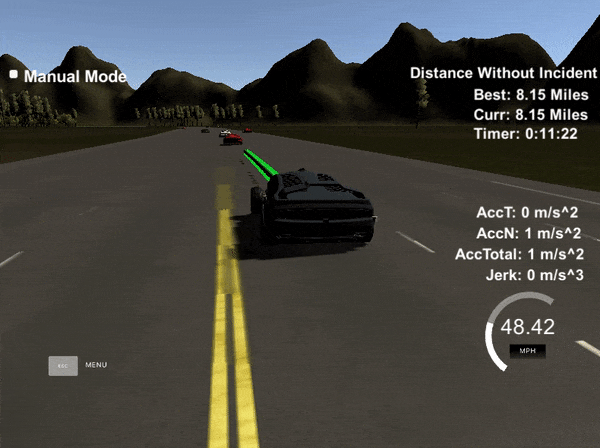 Manual Mode
Distance Without Incident
Best: 8.15 Miles
Curr: 8.15 Miles
Timer: 0:11:22
AccT: 0 m/s^2
AccN: 1 m/s^2
AccTotal: 1 m/s^2
Jerk: 0 m/s^3
48.42
MPH
ESC MENU